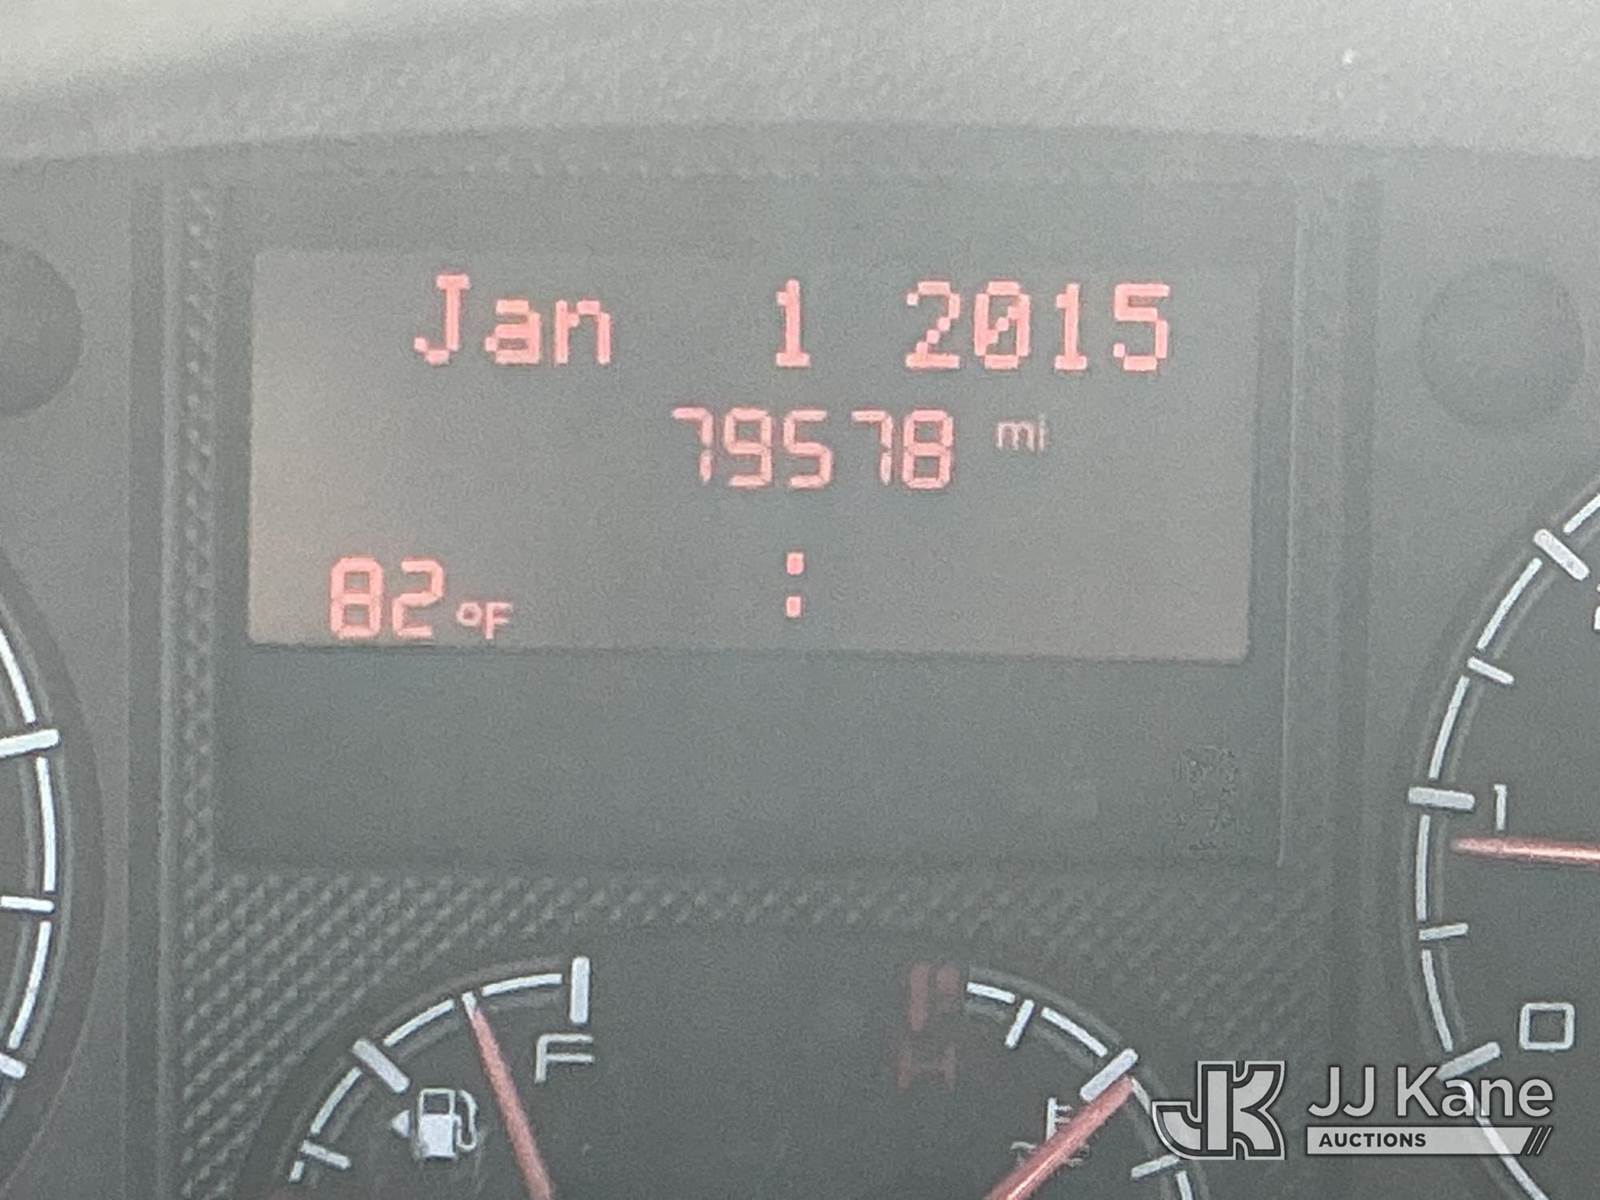 Jan 1 2015
79578 mi
82 °F :
1
F
H
0
JJ Kane
AUCTIONS